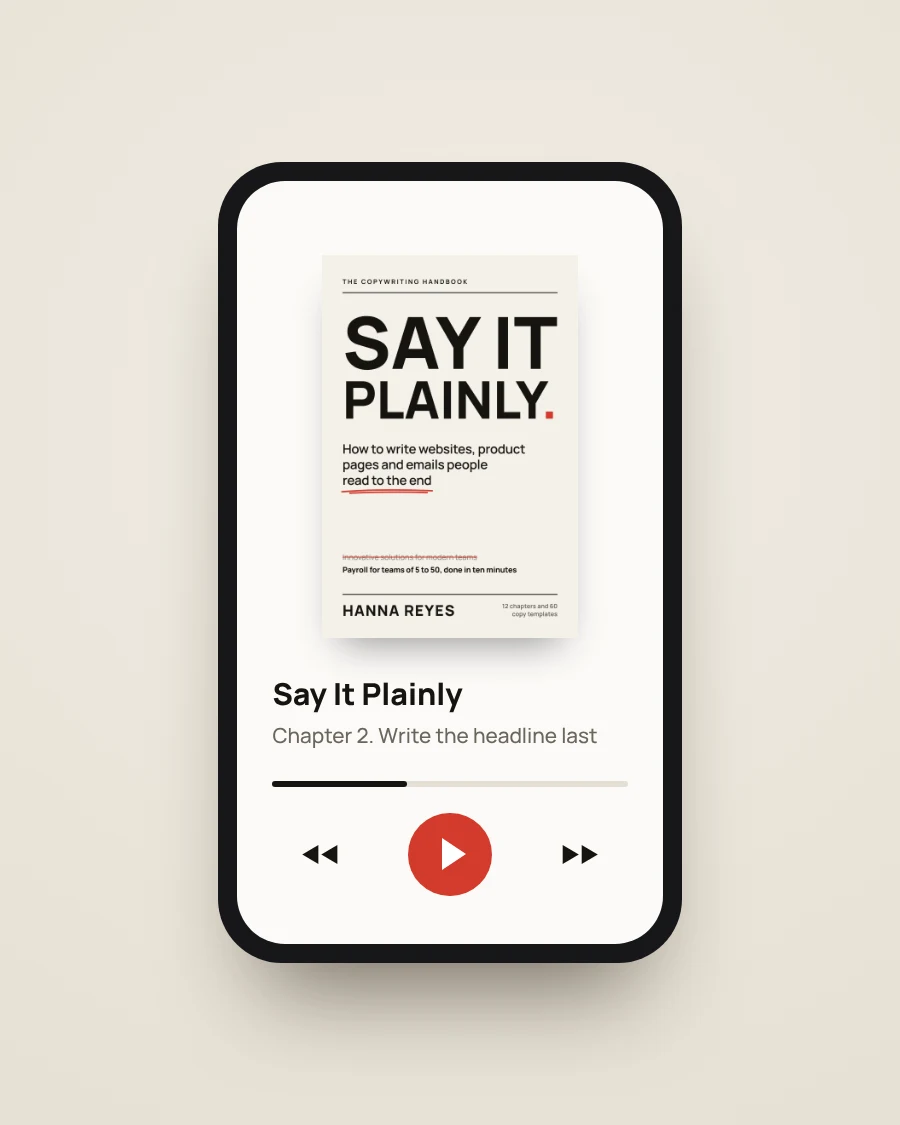 THE COPYWRITING HANDBOOK
SAY IT
PLAINLY.
How to write websites, product
pages and emails people
read to the end
Innovative solutions for modern teams
Payroll for teams of 5 to 50, done in ten minutes
HANNA REYES
12 chapters and 60
copy templates
Say It Plainly
Chapter 2. Write the headline last